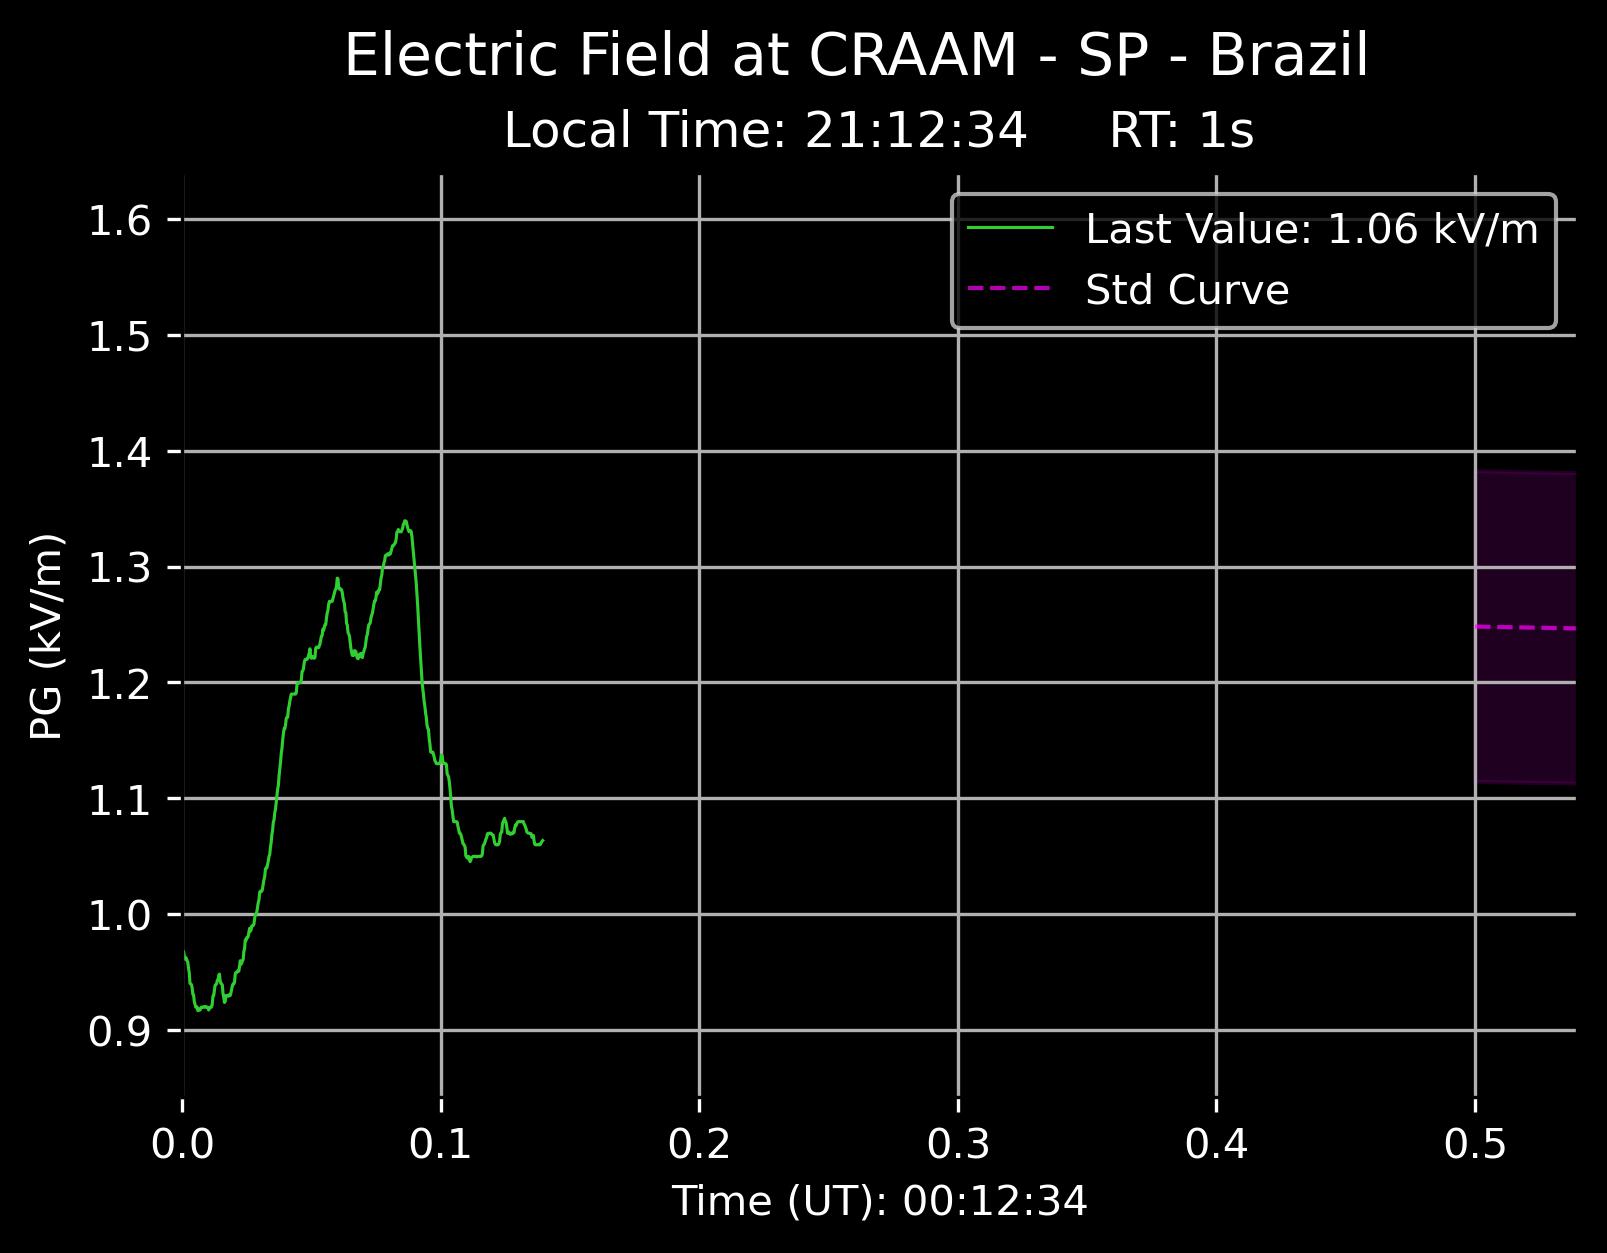 Electric Field at CRAAM - SP - Brazil
Local Time: 21:12:34 RT: 1s
Last Value: 1.06 kV/m
Std Curve
PG (kV/m)
1.6
1.5
1.4
1.3
1.2
1.1
1.0
0.9
0.0 0.1 0.2 0.3 0.4 0.5
Time (UT): 00:12:34